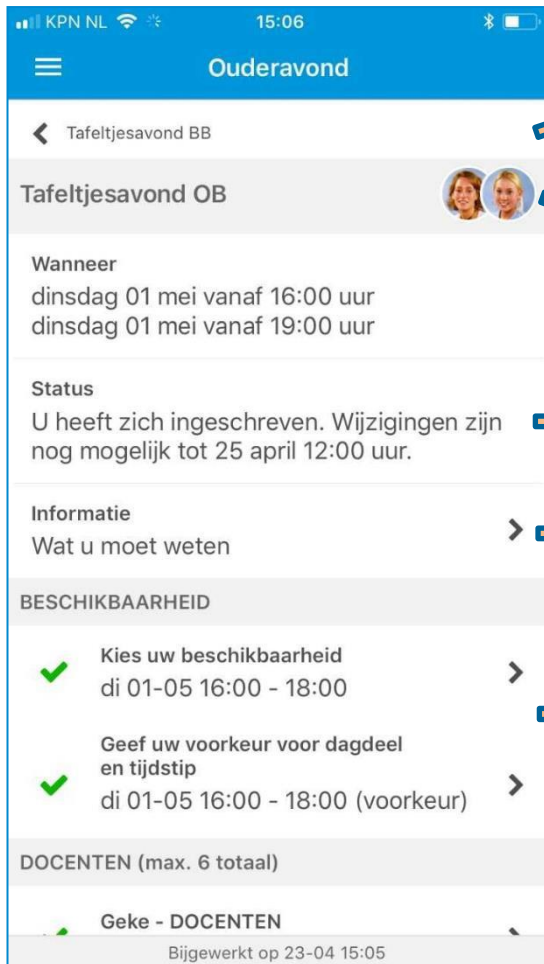 KPN NL 15:06
Ouderavond
Tafeltjesavond BB
Tafeltjesavond OB
Wanneer
dinsdag 01 mei vanaf 16:00 uur
dinsdag 01 mei vanaf 19:00 uur
Status
U heeft zich ingeschreven. Wijzigingen zijn
nog mogelijk tot 25 april 12:00 uur.
Informatie
Wat u moet weten
BESCHIKBAARHEID
Kies uw beschikbaarheid
di 01-05 16:00 - 18:00
Geef uw voorkeur voor dagdeel
en tijdstip
di 01-05 16:00 - 18:00 (voorkeur)
DOCENTEN (max. 6 totaal)
Geke - DOCENTEN
Bijgewerkt op 23-04 15:05